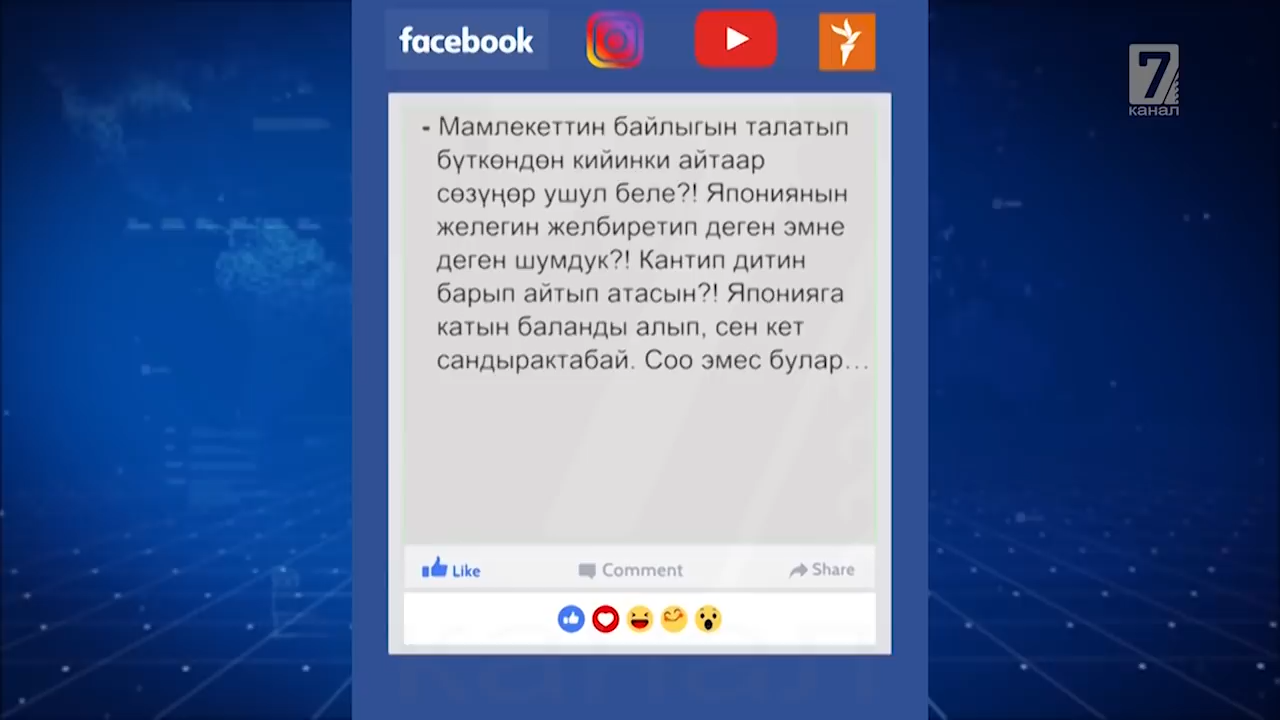 facebook
7
канал
- Мамлекеттин байлыгын талатып
бүткөндөн кийинки айтаар
сөзүңөр ушул беле?! Япониянын
желегин желбиретип деген эмне
деген шумдук?! Кантип дитин
барып айтып атасын?! Японияга
катын баланды алып, сен кет
сандырактабай. Соо эмес булар…
Like Comment Share